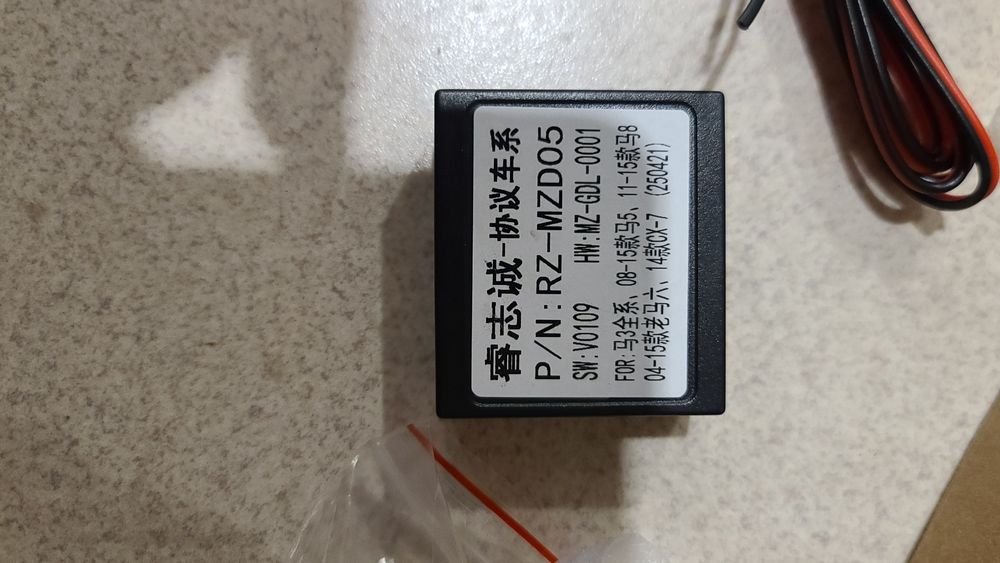 睿志诚-协议车系
P/N:RZ-MZD05
SW:V0109 HW:MZ-GDL-0001
FOR:马3全系、08-15款马5、11-15款马8
04-15款老马六、14款CX-7 (250421)